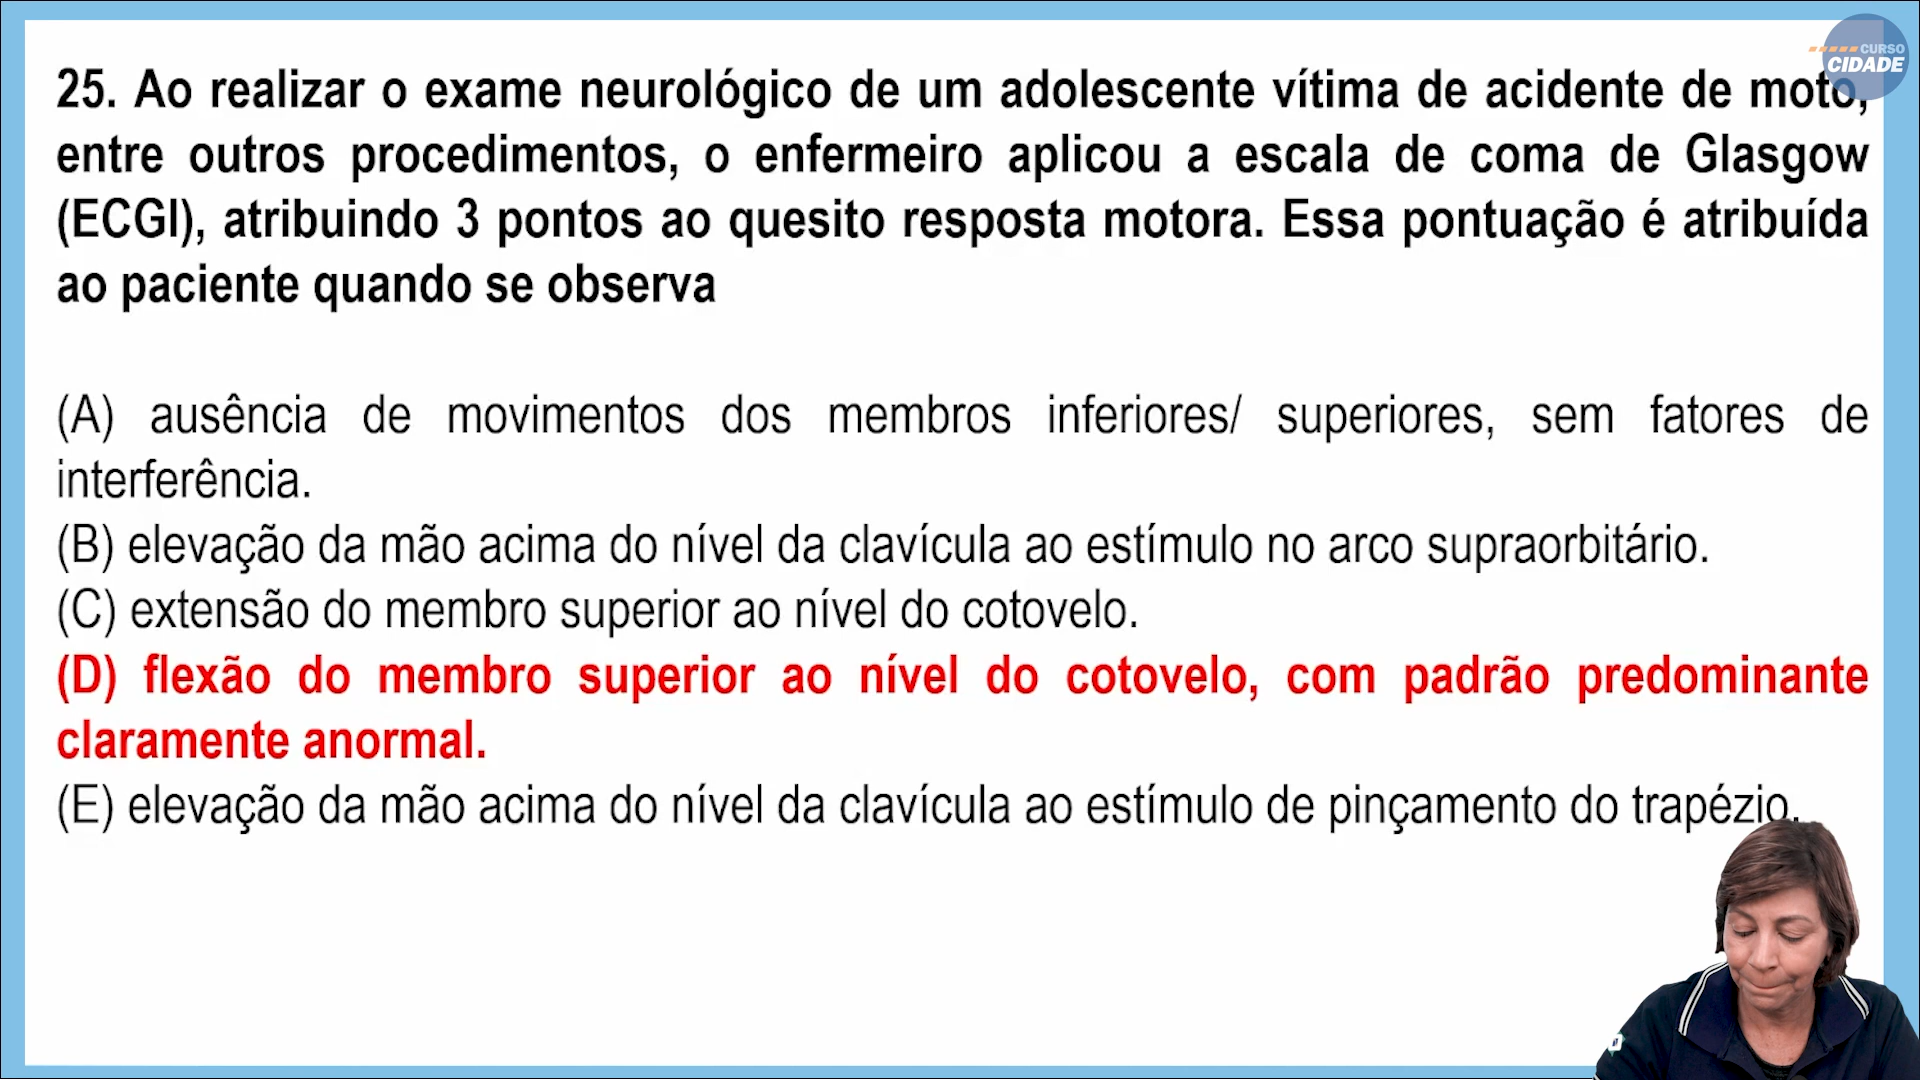 CURSO
CIDADE
25. Ao realizar o exame neurológico de um adolescente vítima de acidente de moto,
entre outros procedimentos, o enfermeiro aplicou a escala de coma de Glasgow
(ECGl), atribuindo 3 pontos ao quesito resposta motora. Essa pontuação é atribuída
ao paciente quando se observa
(A) ausência de movimentos dos membros inferiores/ superiores, sem fatores de
interferência.
(B) elevação da mão acima do nível da clavícula ao estímulo no arco supraorbitário.
(C) extensão do membro superior ao nível do cotovelo.
(D) flexão do membro superior ao nível do cotovelo, com padrão predominante
claramente anormal.
(E) elevação da mão acima do nível da clavícula ao estímulo de pinçamento do trapézio.